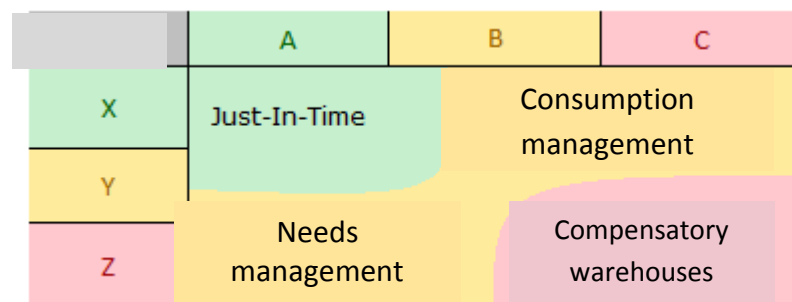 A B C
X
Just-In-Time
Consumption
management
Y
Z
Needs
management
Compensatory
warehouses